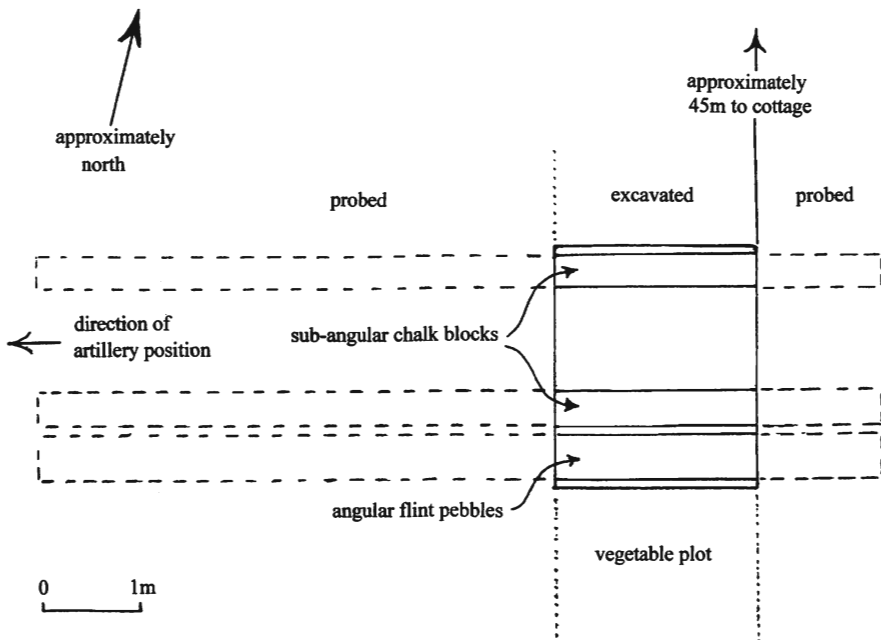 approximately
north
approximately
45m to cottage
probed
excavated
probed
direction of
artillery position
sub-angular chalk blocks
angular flint pebbles
vegetable plot
0 1m